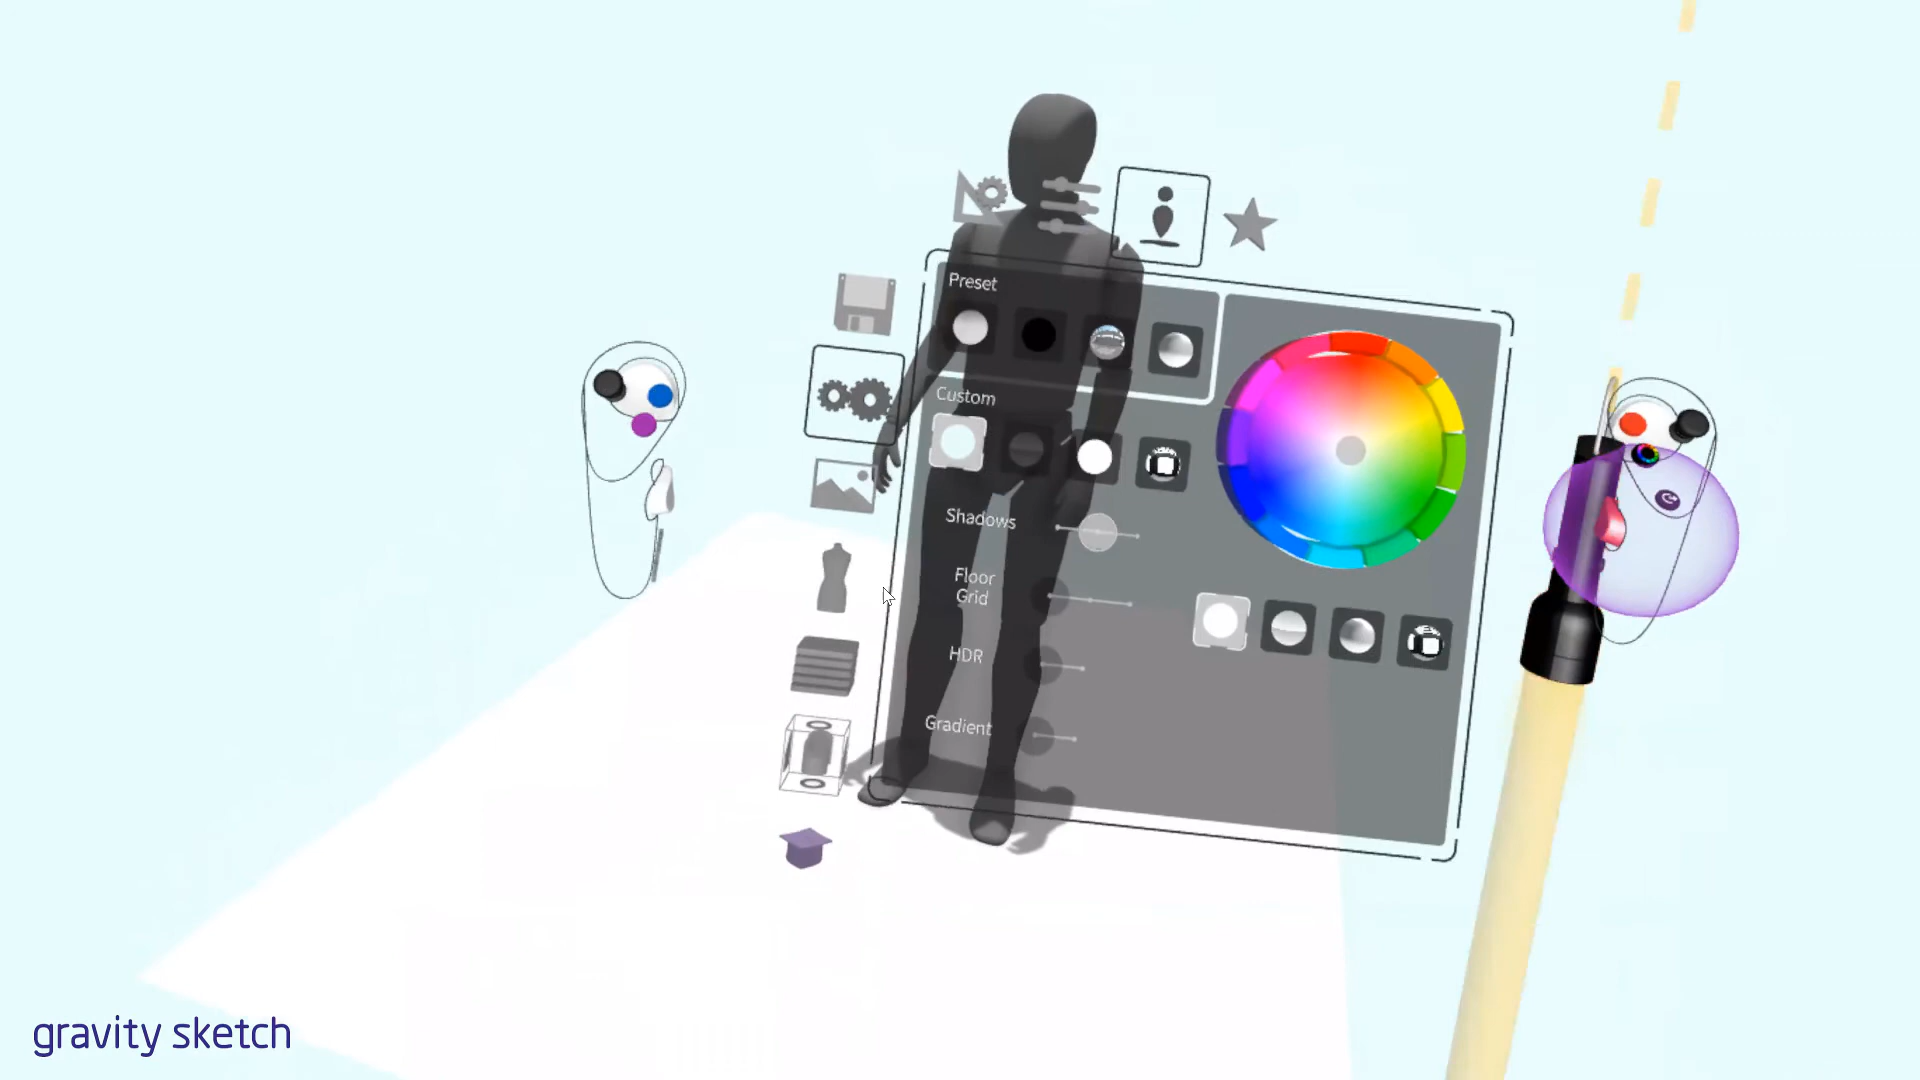 Preset
Custom
Shadows
Floor
Grid
HDR
Gradient
gravity sketch